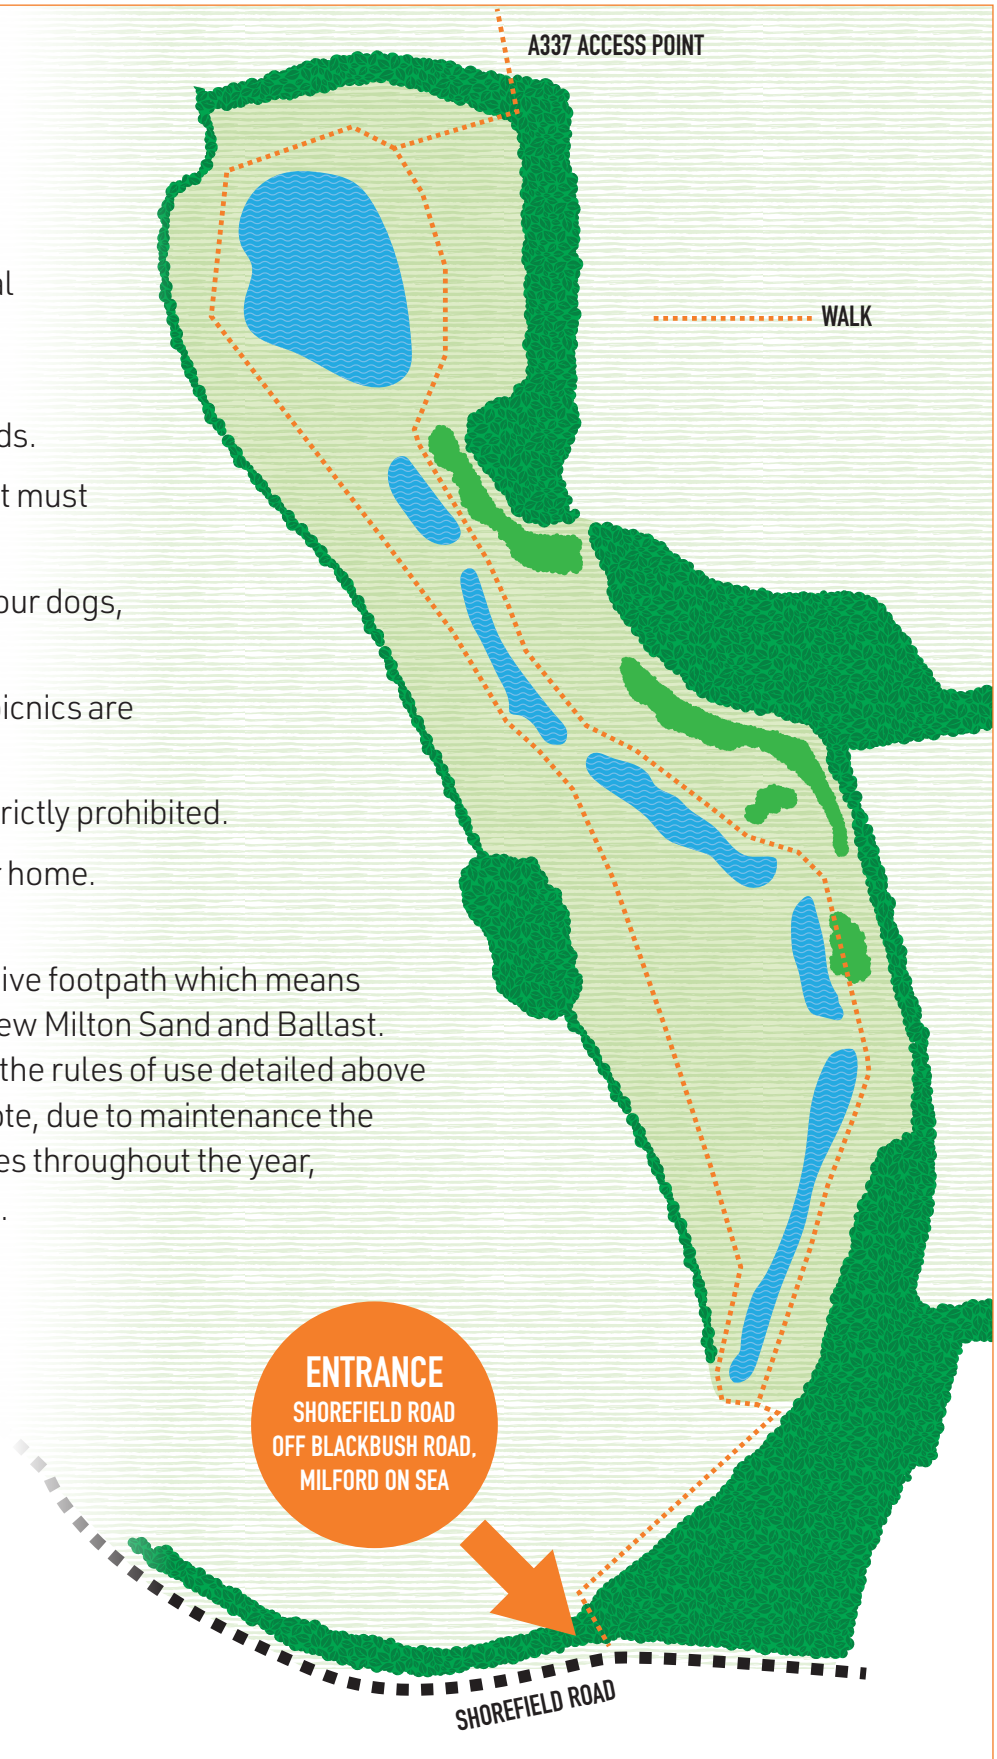 A337 ACCESS POINT
WALK
ds.
t must
our dogs,
picnics are
rictly prohibited.
home.
ive footpath which means
ew Milton Sand and Ballast.
the rules of use detailed above
ote, due to maintenance the
es throughout the year,
.
ENTRANCE
SHOREFIELD ROAD
OFF BLACKBUSH ROAD,
MILFORD ON SEA
SHOREFIELD ROAD